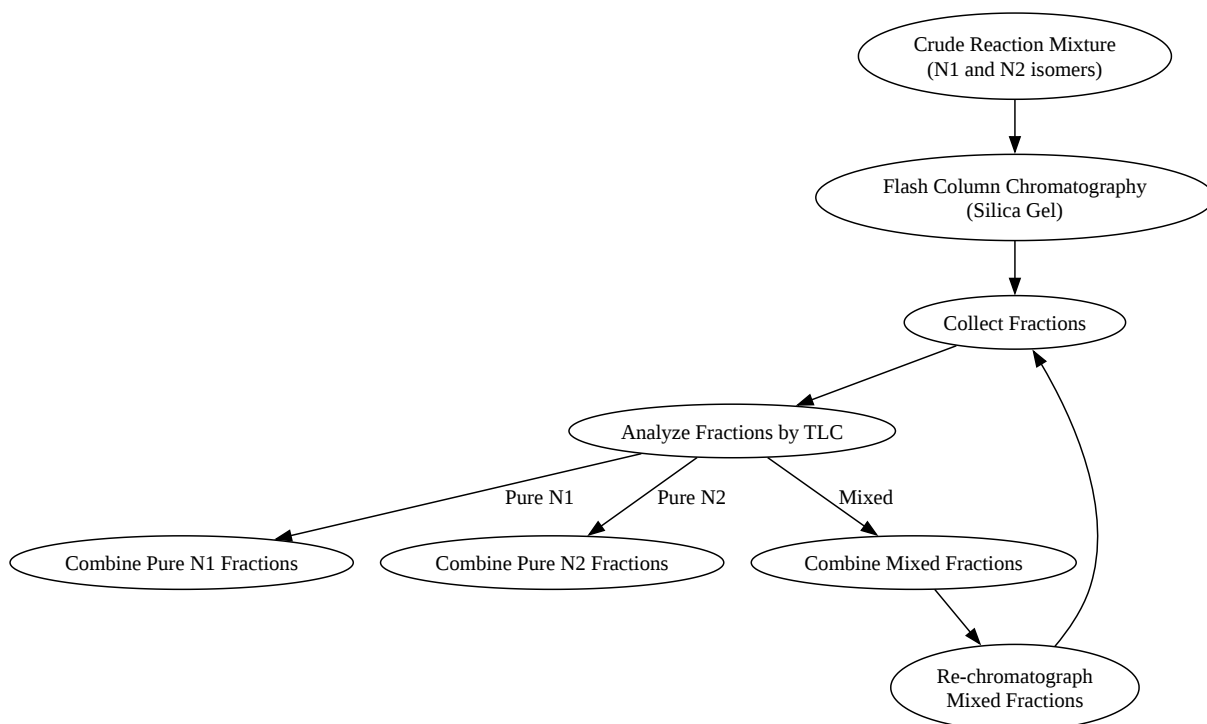 Crude Reaction Mixture
(N1 and N2 isomers)
Flash Column Chromatography
(Silica Gel)
Collect Fractions
Analyze Fractions by TLC
Pure N1
Pure N2
Mixed
Combine Pure N1 Fractions
Combine Pure N2 Fractions
Combine Mixed Fractions
Re-chromatograph
Mixed Fractions